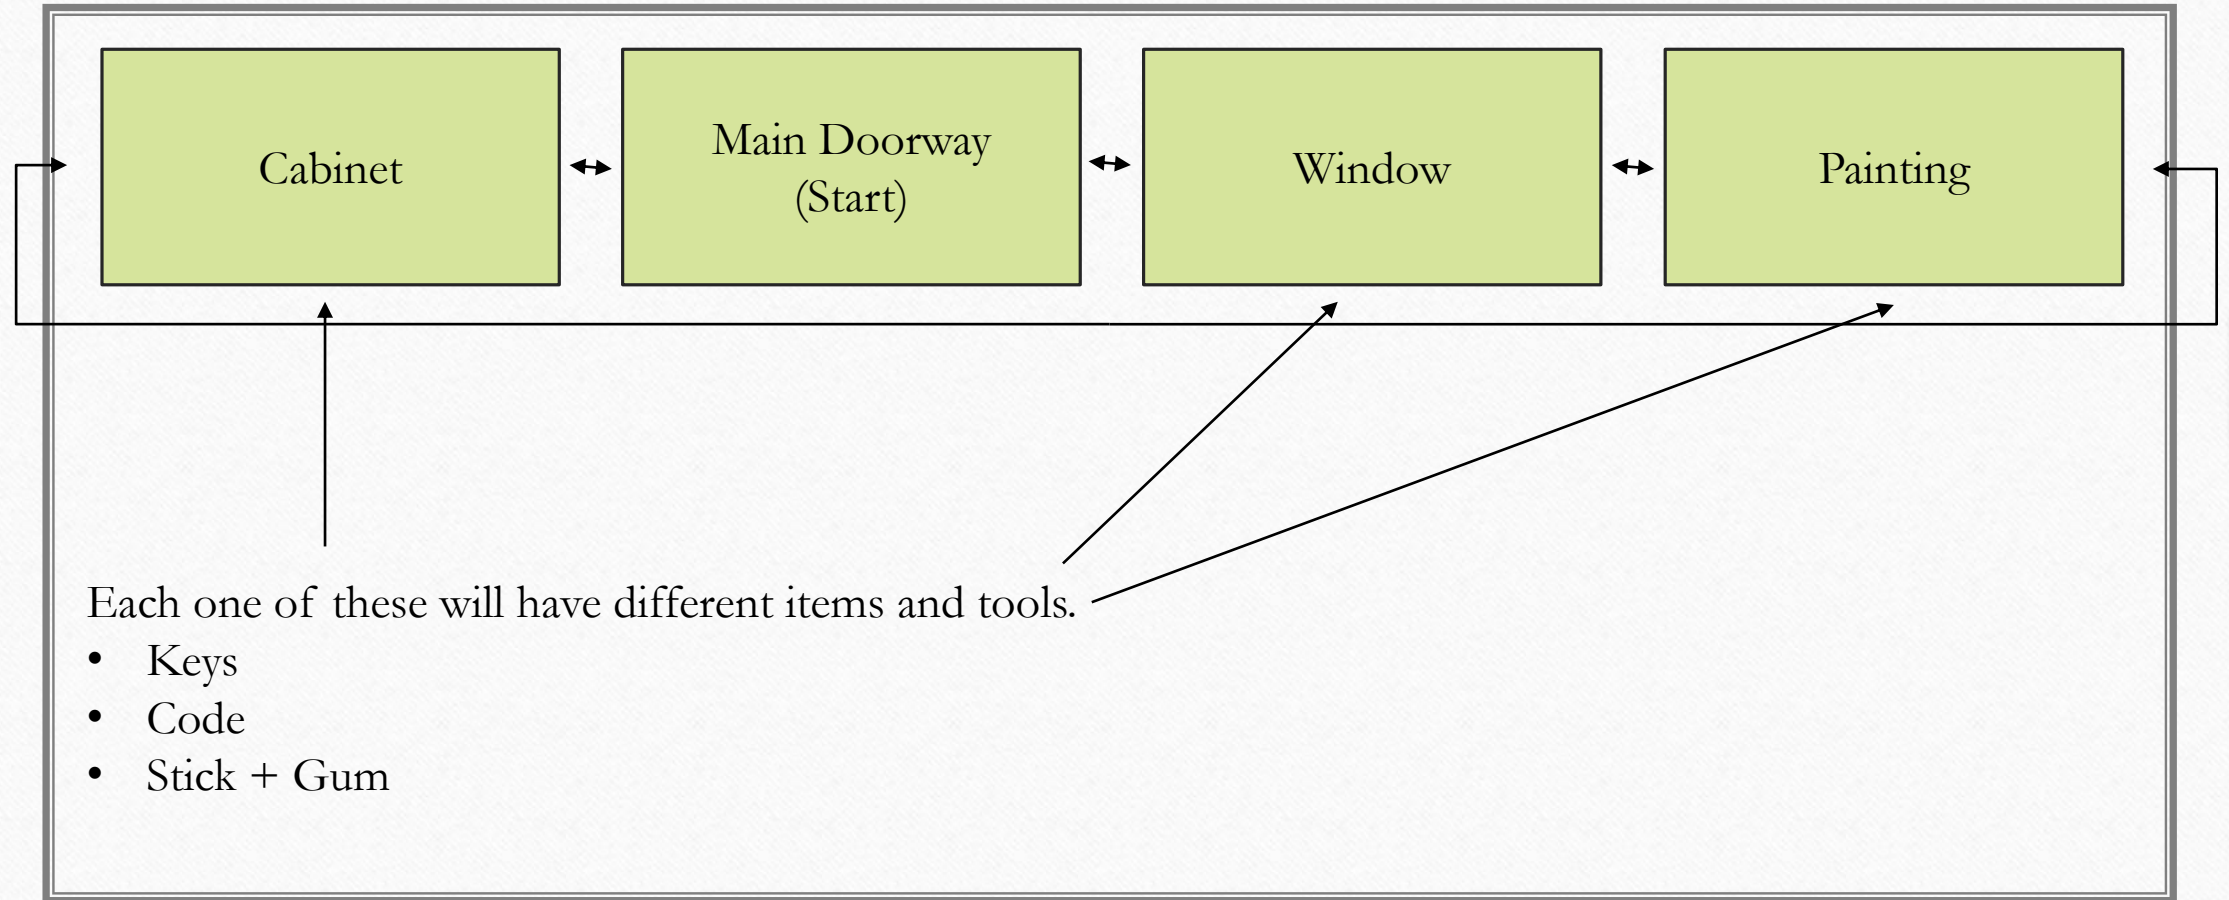 Cabinet
Main Doorway
(Start)
Window
Painting
Each one of these will have different items and tools.
• Keys
• Code
• Stick + Gum